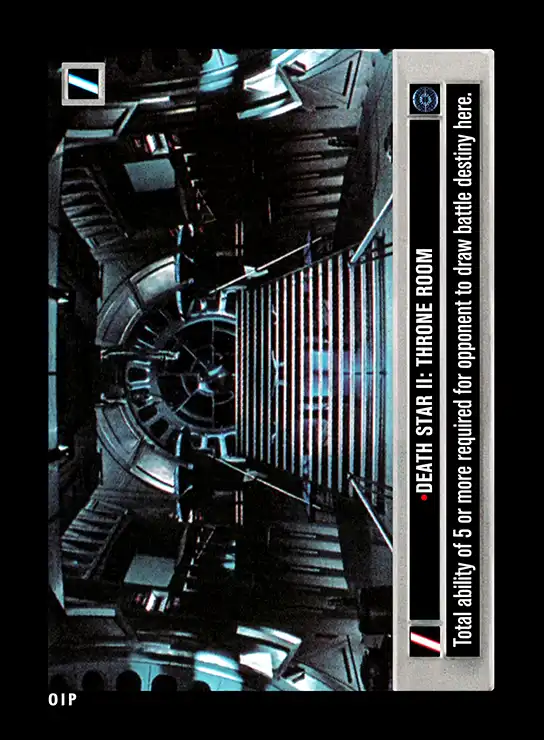 •DEATH STAR II: THRONE ROOM
Total ability of 5 or more required for opponent to draw battle destiny here.
OIP